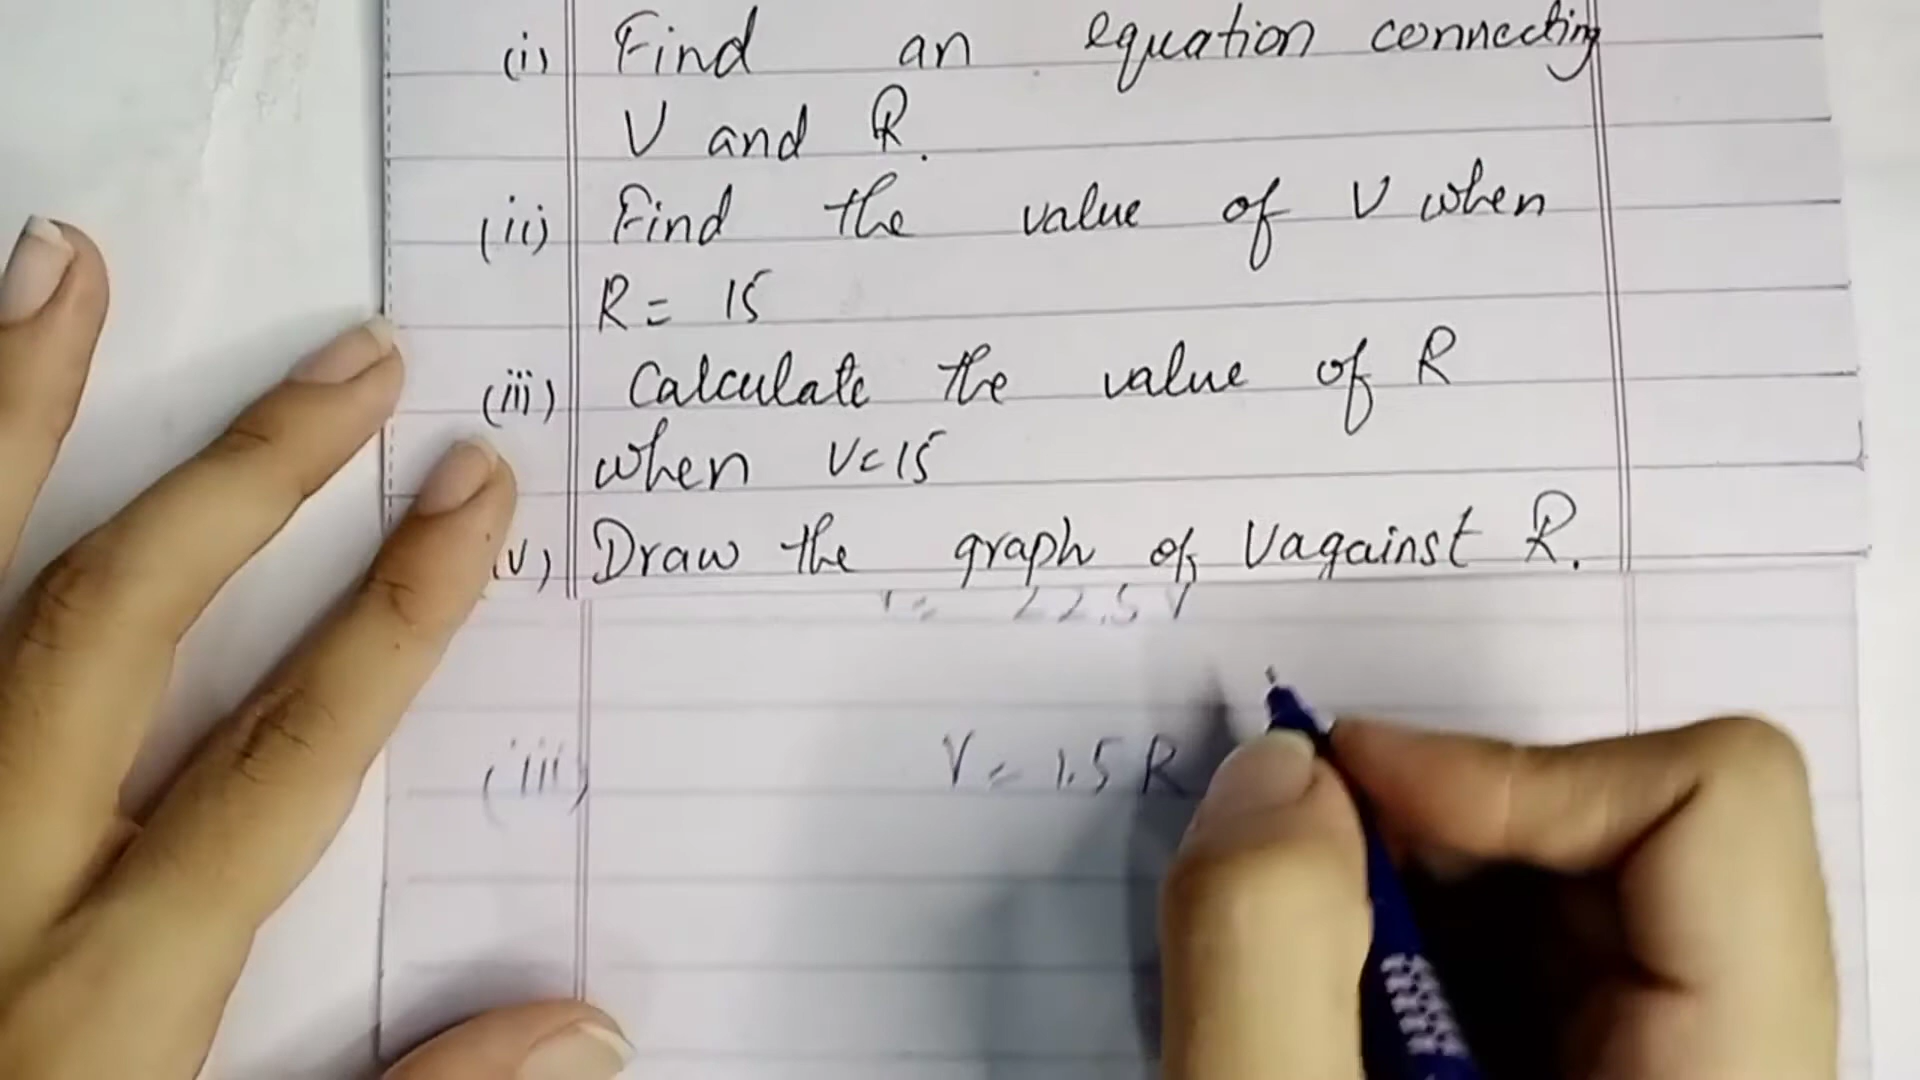 (i) Find an equation connecting
V and R.
(ii) Find the value of V when
R = 15
(iii) Calculate the value of R
when V=15
(v) Draw the graph of V against R.
V = 22.5 V
(iii) V = 1.5 R